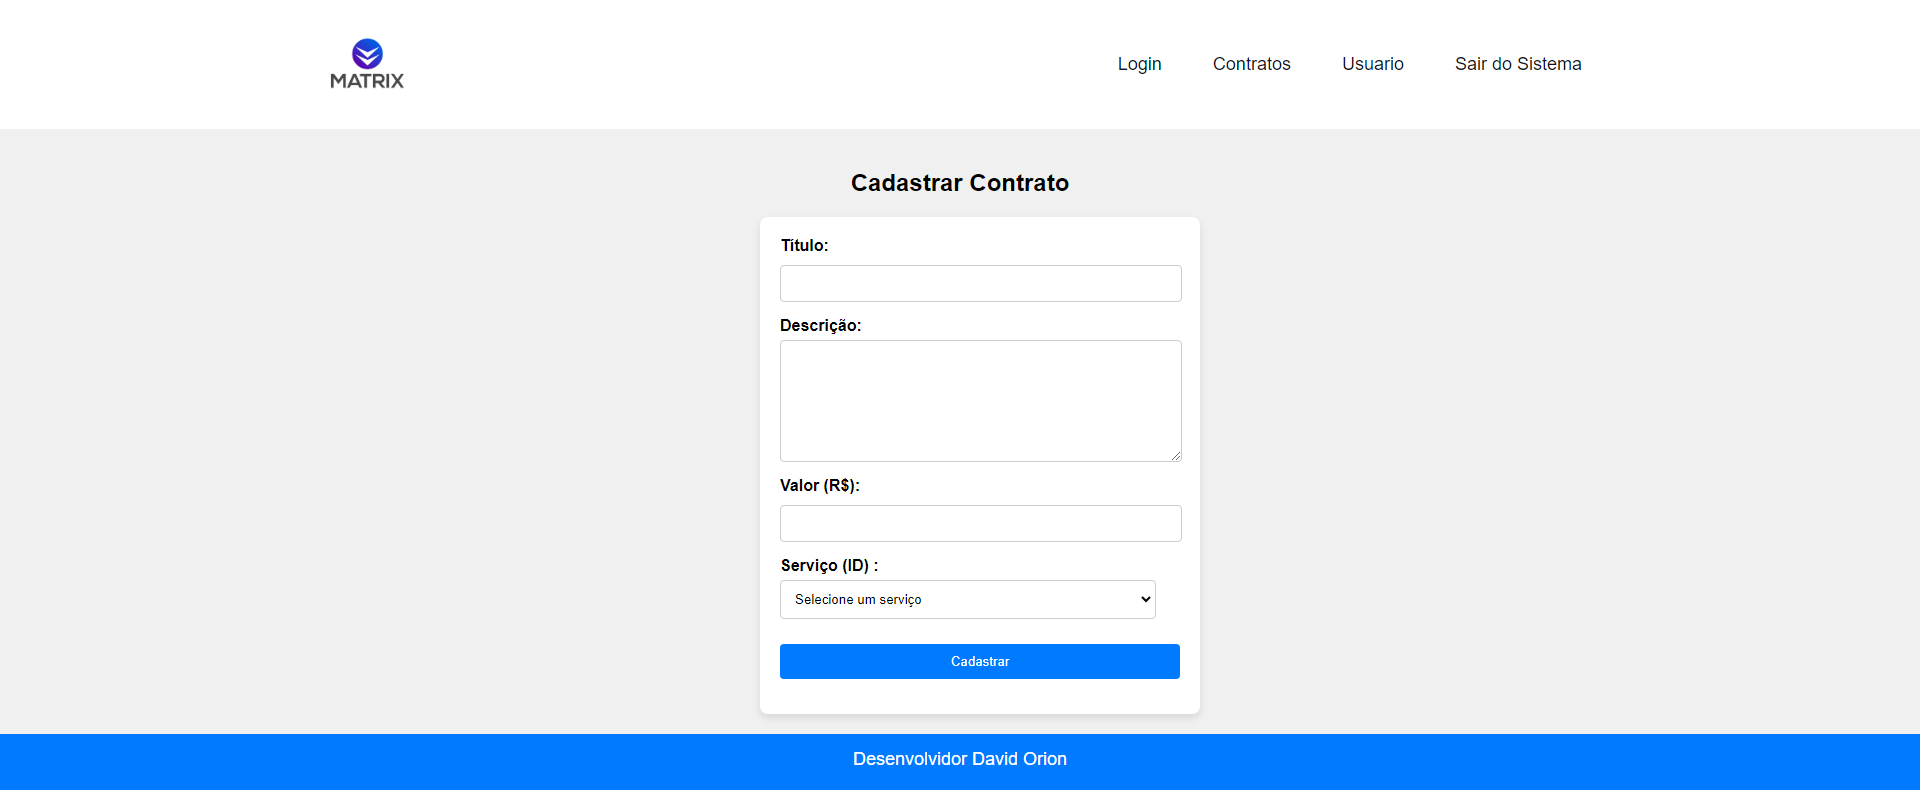 MATRIX
Login Contratos Usuario Sair do Sistema
Cadastrar Contrato
Título:
Descrição:
Valor (R$):
Serviço (ID) :
Selecione um serviço
Cadastrar
Desenvolvidor David Orion